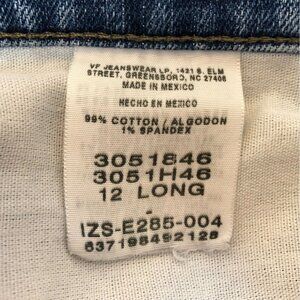 VF JEANSWEAR LP, 1421 S. ELM
STREET, GREENSBORO, NC 27406
MADE IN MEXICO
HECHO EN MEXICO
99% COTTON / ALGODON
1% SPANDEX
3051846
3051H46
12 LONG
IZS-E285-004
637198492128